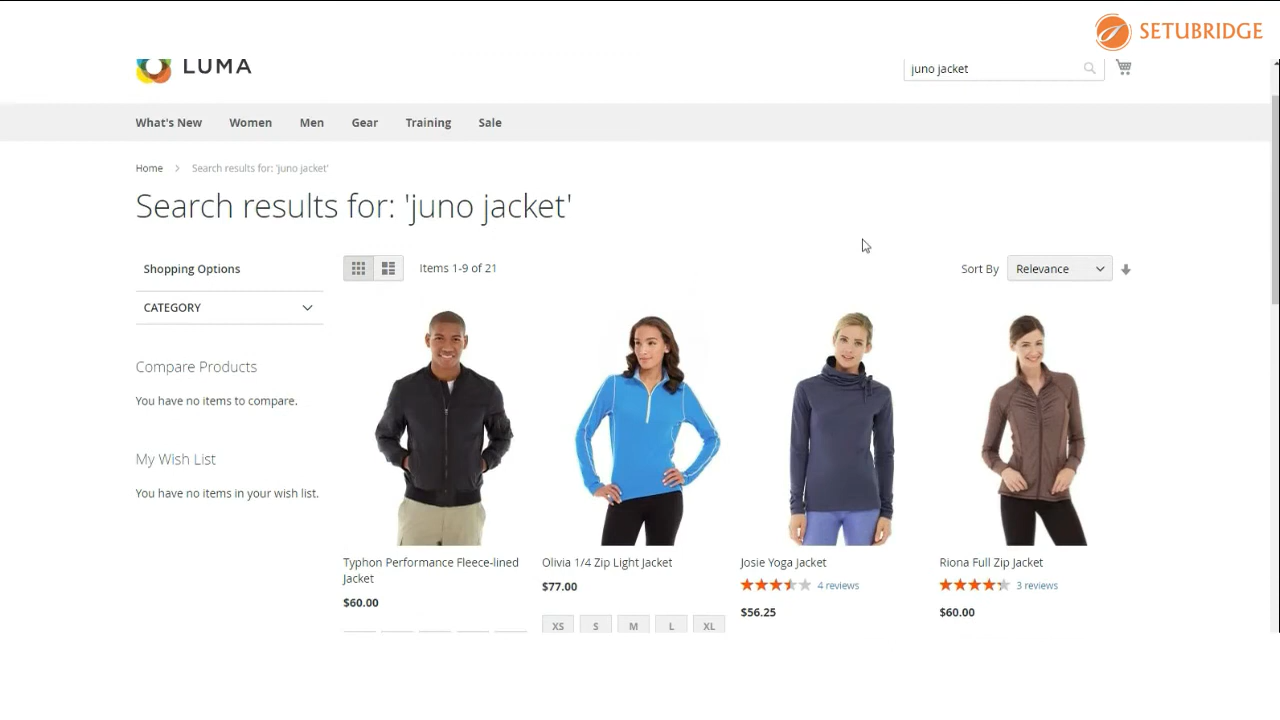 SETUBRIDGE
LUMA
juno jacket
What's New Women Men Gear Training Sale
Home Search results for: 'juno jacket'
Search results for: 'juno jacket'
Shopping Options
Items 1-9 of 21
Sort By Relevance
CATEGORY
Compare Products
You have no items to compare.
My Wish List
You have no items in your wish list.
Typhon Performance Fleece-lined
Jacket
$60.00
Olivia 1/4 Zip Light Jacket
$77.00
XS S M L XL
Josie Yoga Jacket
4 reviews
$56.25
Riona Full Zip Jacket
3 reviews
$60.00